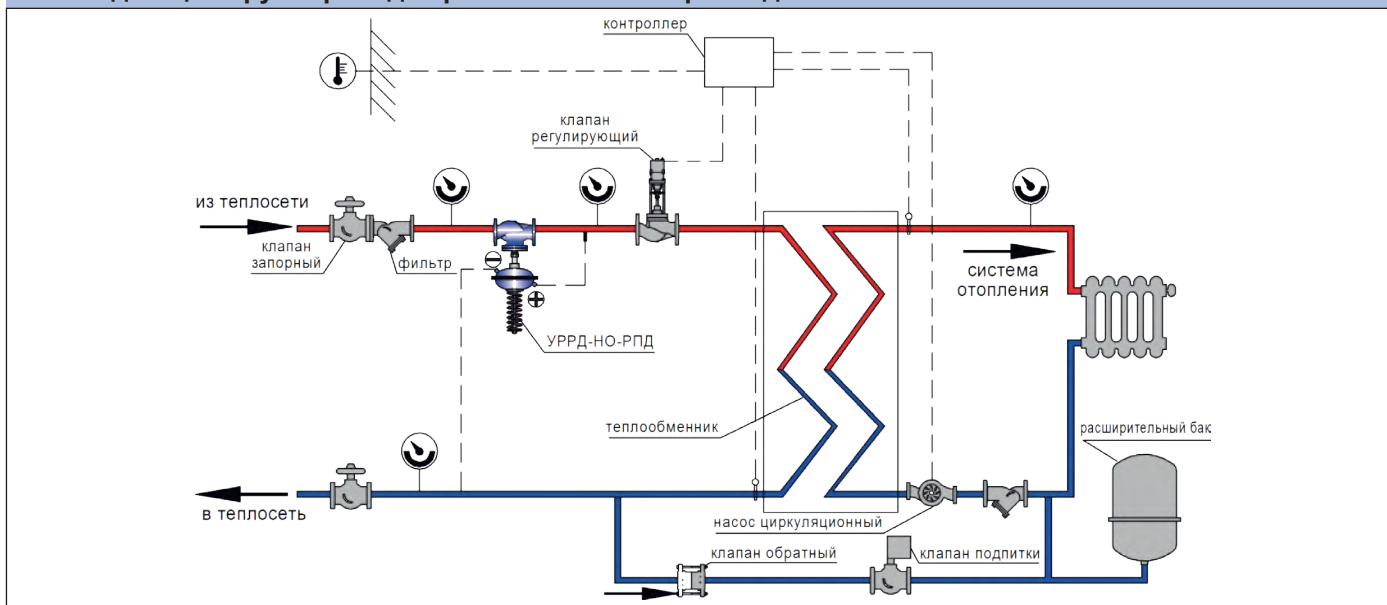 контроллер
клапан
регулирующий
из теплосети
клапан
запорный
фильтр
УРРД-НО-РПД
система
отопления
теплообменник
расширительный бак
в теплосеть
насос циркуляционный
клапан обратный
клапан подпитки